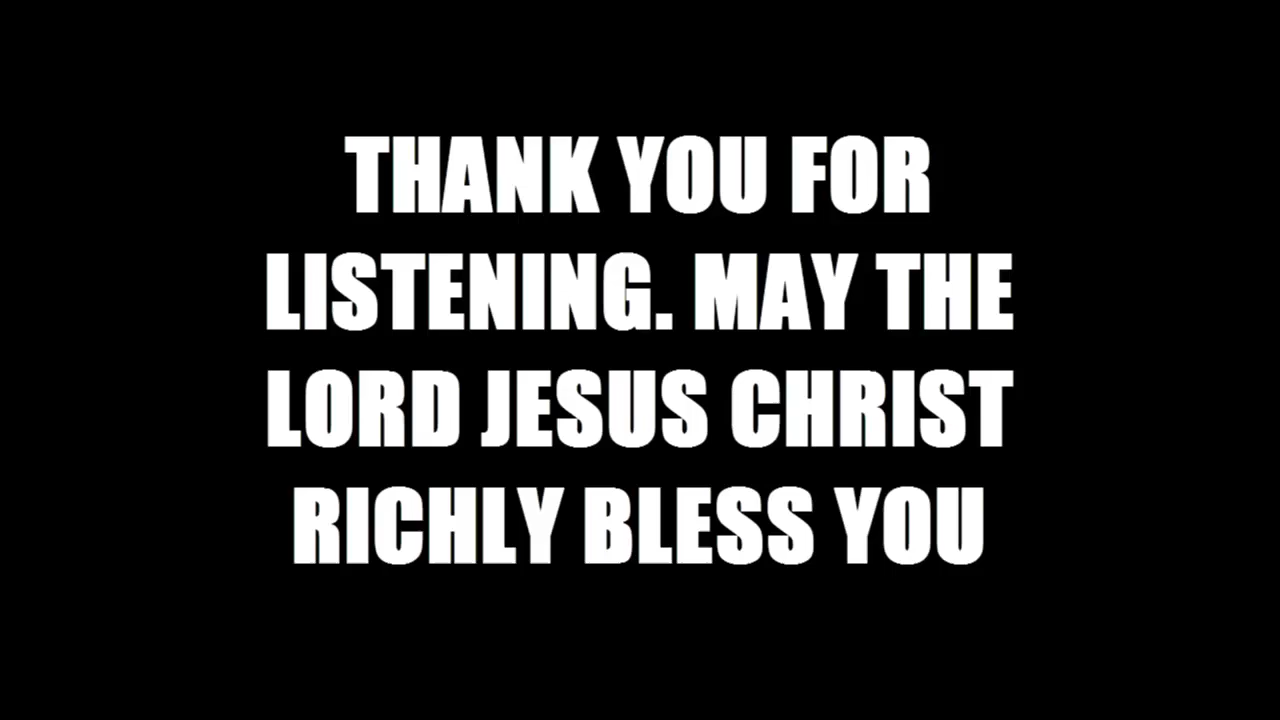 THANK YOU FOR
LISTENING. MAY THE
LORD JESUS CHRIST
RICHLY BLESS YOU